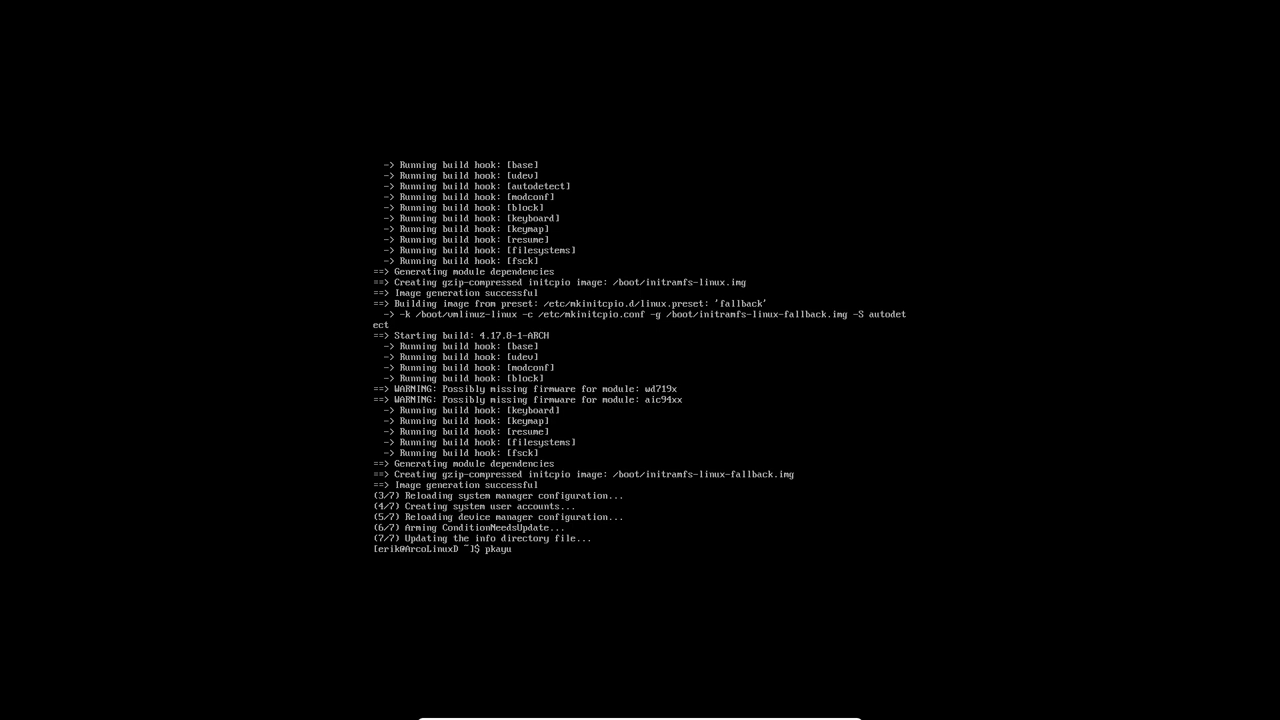 -> Running build hook: [base]
-> Running build hook: [udev]
-> Running build hook: [autodetect]
-> Running build hook: [modconf]
-> Running build hook: [block]
-> Running build hook: [keyboard]
-> Running build hook: [keymap]
-> Running build hook: [resume]
-> Running build hook: [filesystems]
-> Running build hook: [fsck]
==> Generating module dependencies
==> Creating gzip-compressed initcpio image: /boot/initramfs-linux.img
==> Image generation successful
==> Building image from preset: /etc/mkinitcpio.d/linux.preset: 'fallback'
-> -k /boot/vmlinuz-linux -c /etc/mkinitcpio.conf -g /boot/initramfs-linux-fallback.img -S autodet
ect
==> Starting build: 4.17.8-1-ARCH
-> Running build hook: [base]
-> Running build hook: [udev]
-> Running build hook: [modconf]
-> Running build hook: [block]
==> WARNING: Possibly missing firmware for module: wd719x
==> WARNING: Possibly missing firmware for module: aic94xx
-> Running build hook: [keyboard]
-> Running build hook: [keymap]
-> Running build hook: [resume]
-> Running build hook: [filesystems]
-> Running build hook: [fsck]
==> Generating module dependencies
==> Creating gzip-compressed initcpio image: /boot/initramfs-linux-fallback.img
==> Image generation successful
(3/7) Reloading system manager configuration...
(4/7) Creating system user accounts...
(5/7) Reloading device manager configuration...
(6/7) Arming ConditionNeedsUpdate...
(7/7) Updating the info directory file...
[erik@ArcoLinuxD ~]$ pkayu